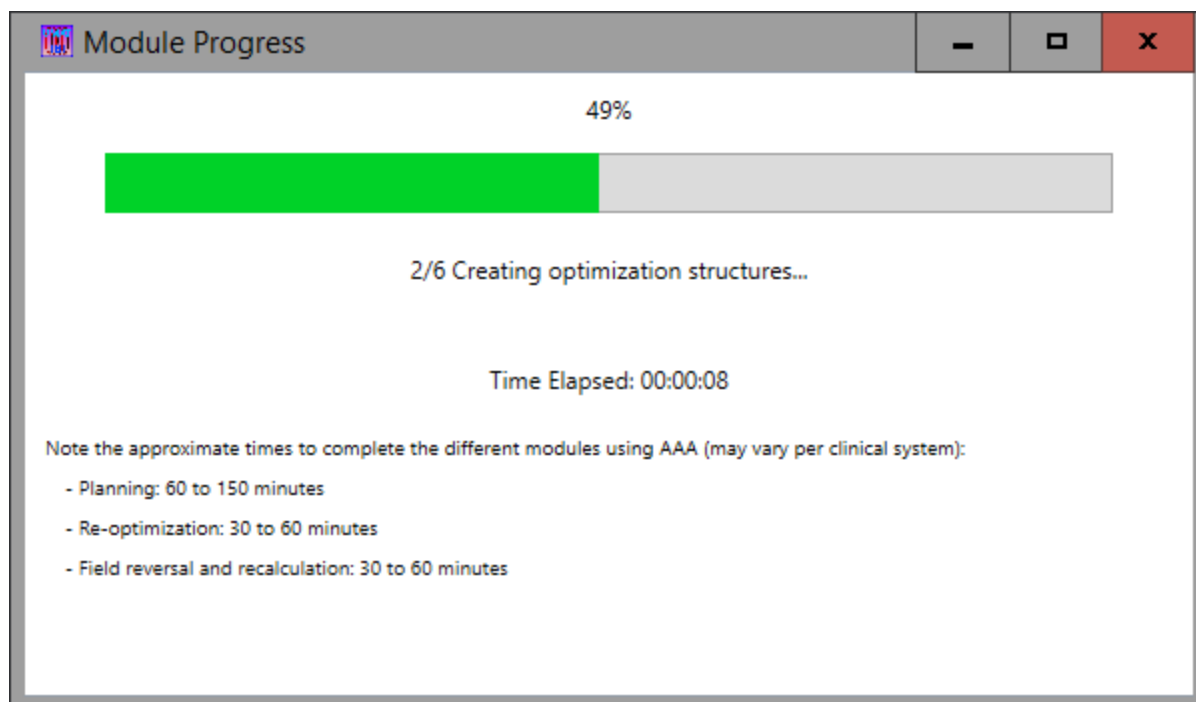 Module Progress
49%
2/6 Creating optimization structures...
Time Elapsed: 00:00:08
Note the approximate times to complete the different modules using AAA (may vary per clinical system):
- Planning: 60 to 150 minutes
- Re-optimization: 30 to 60 minutes
- Field reversal and recalculation: 30 to 60 minutes